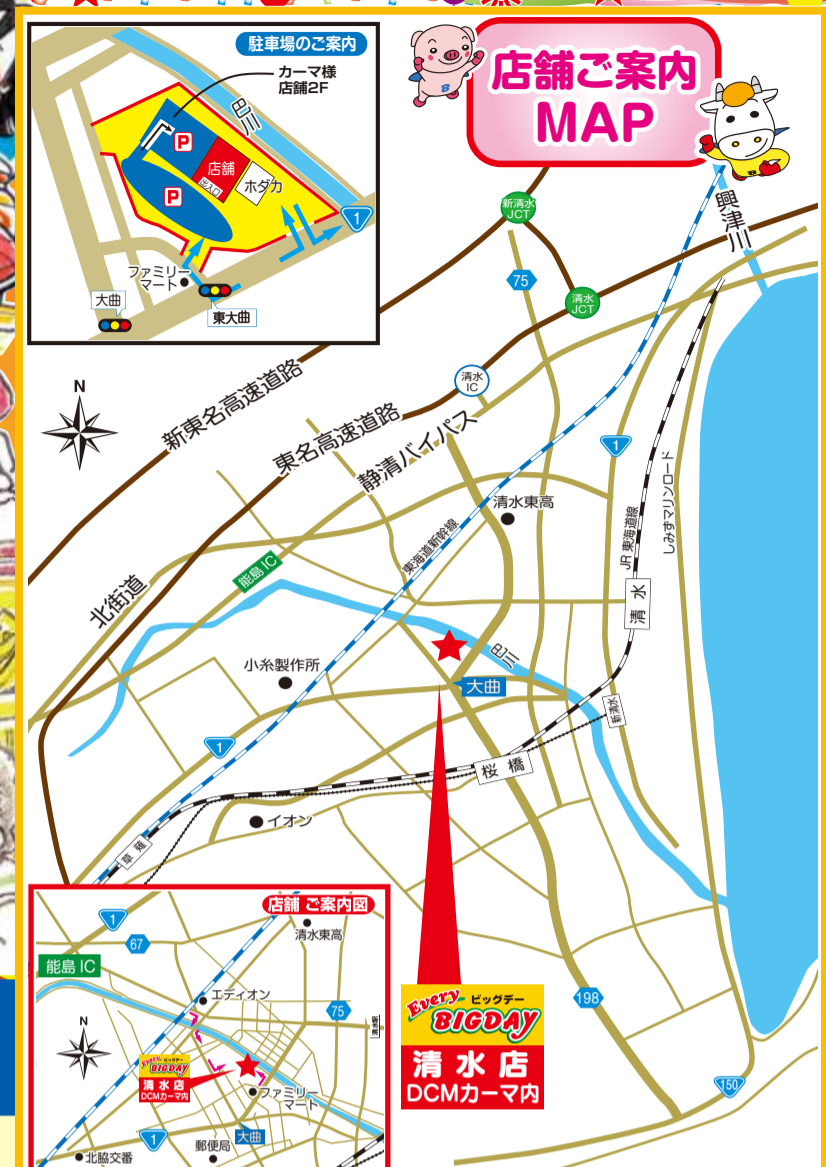 店舗ご案内
MAP
駐車場のご案内
カーマ様
店舗2F
巴川
P
P
店舗
出入口
ホダカ
1
ファミリー
マート
大曲
東大曲
興津川
新清水
JCT
75
清水
JCT
清水
IC
N
新東名高速道路
東名高速道路
静清バイパス
1
清水東高
東海道新幹線
JR東海道線
しみずマリンロード
能島IC
北街道
清水
小糸製作所
巴川
大曲
新清水
1
桜橋
イオン
草薙
198
150
Every ビッグデー
BIGDAY
清水店
DCMカーマ内
店舗 ご案内図
1
清水東高
67
能島IC
エディオン
75
清水駅
N
Every ビッグデー
BIGDAY
清水店
DCMカーマ内
ファミリー
マート
1
大曲
郵便局
北脇交番